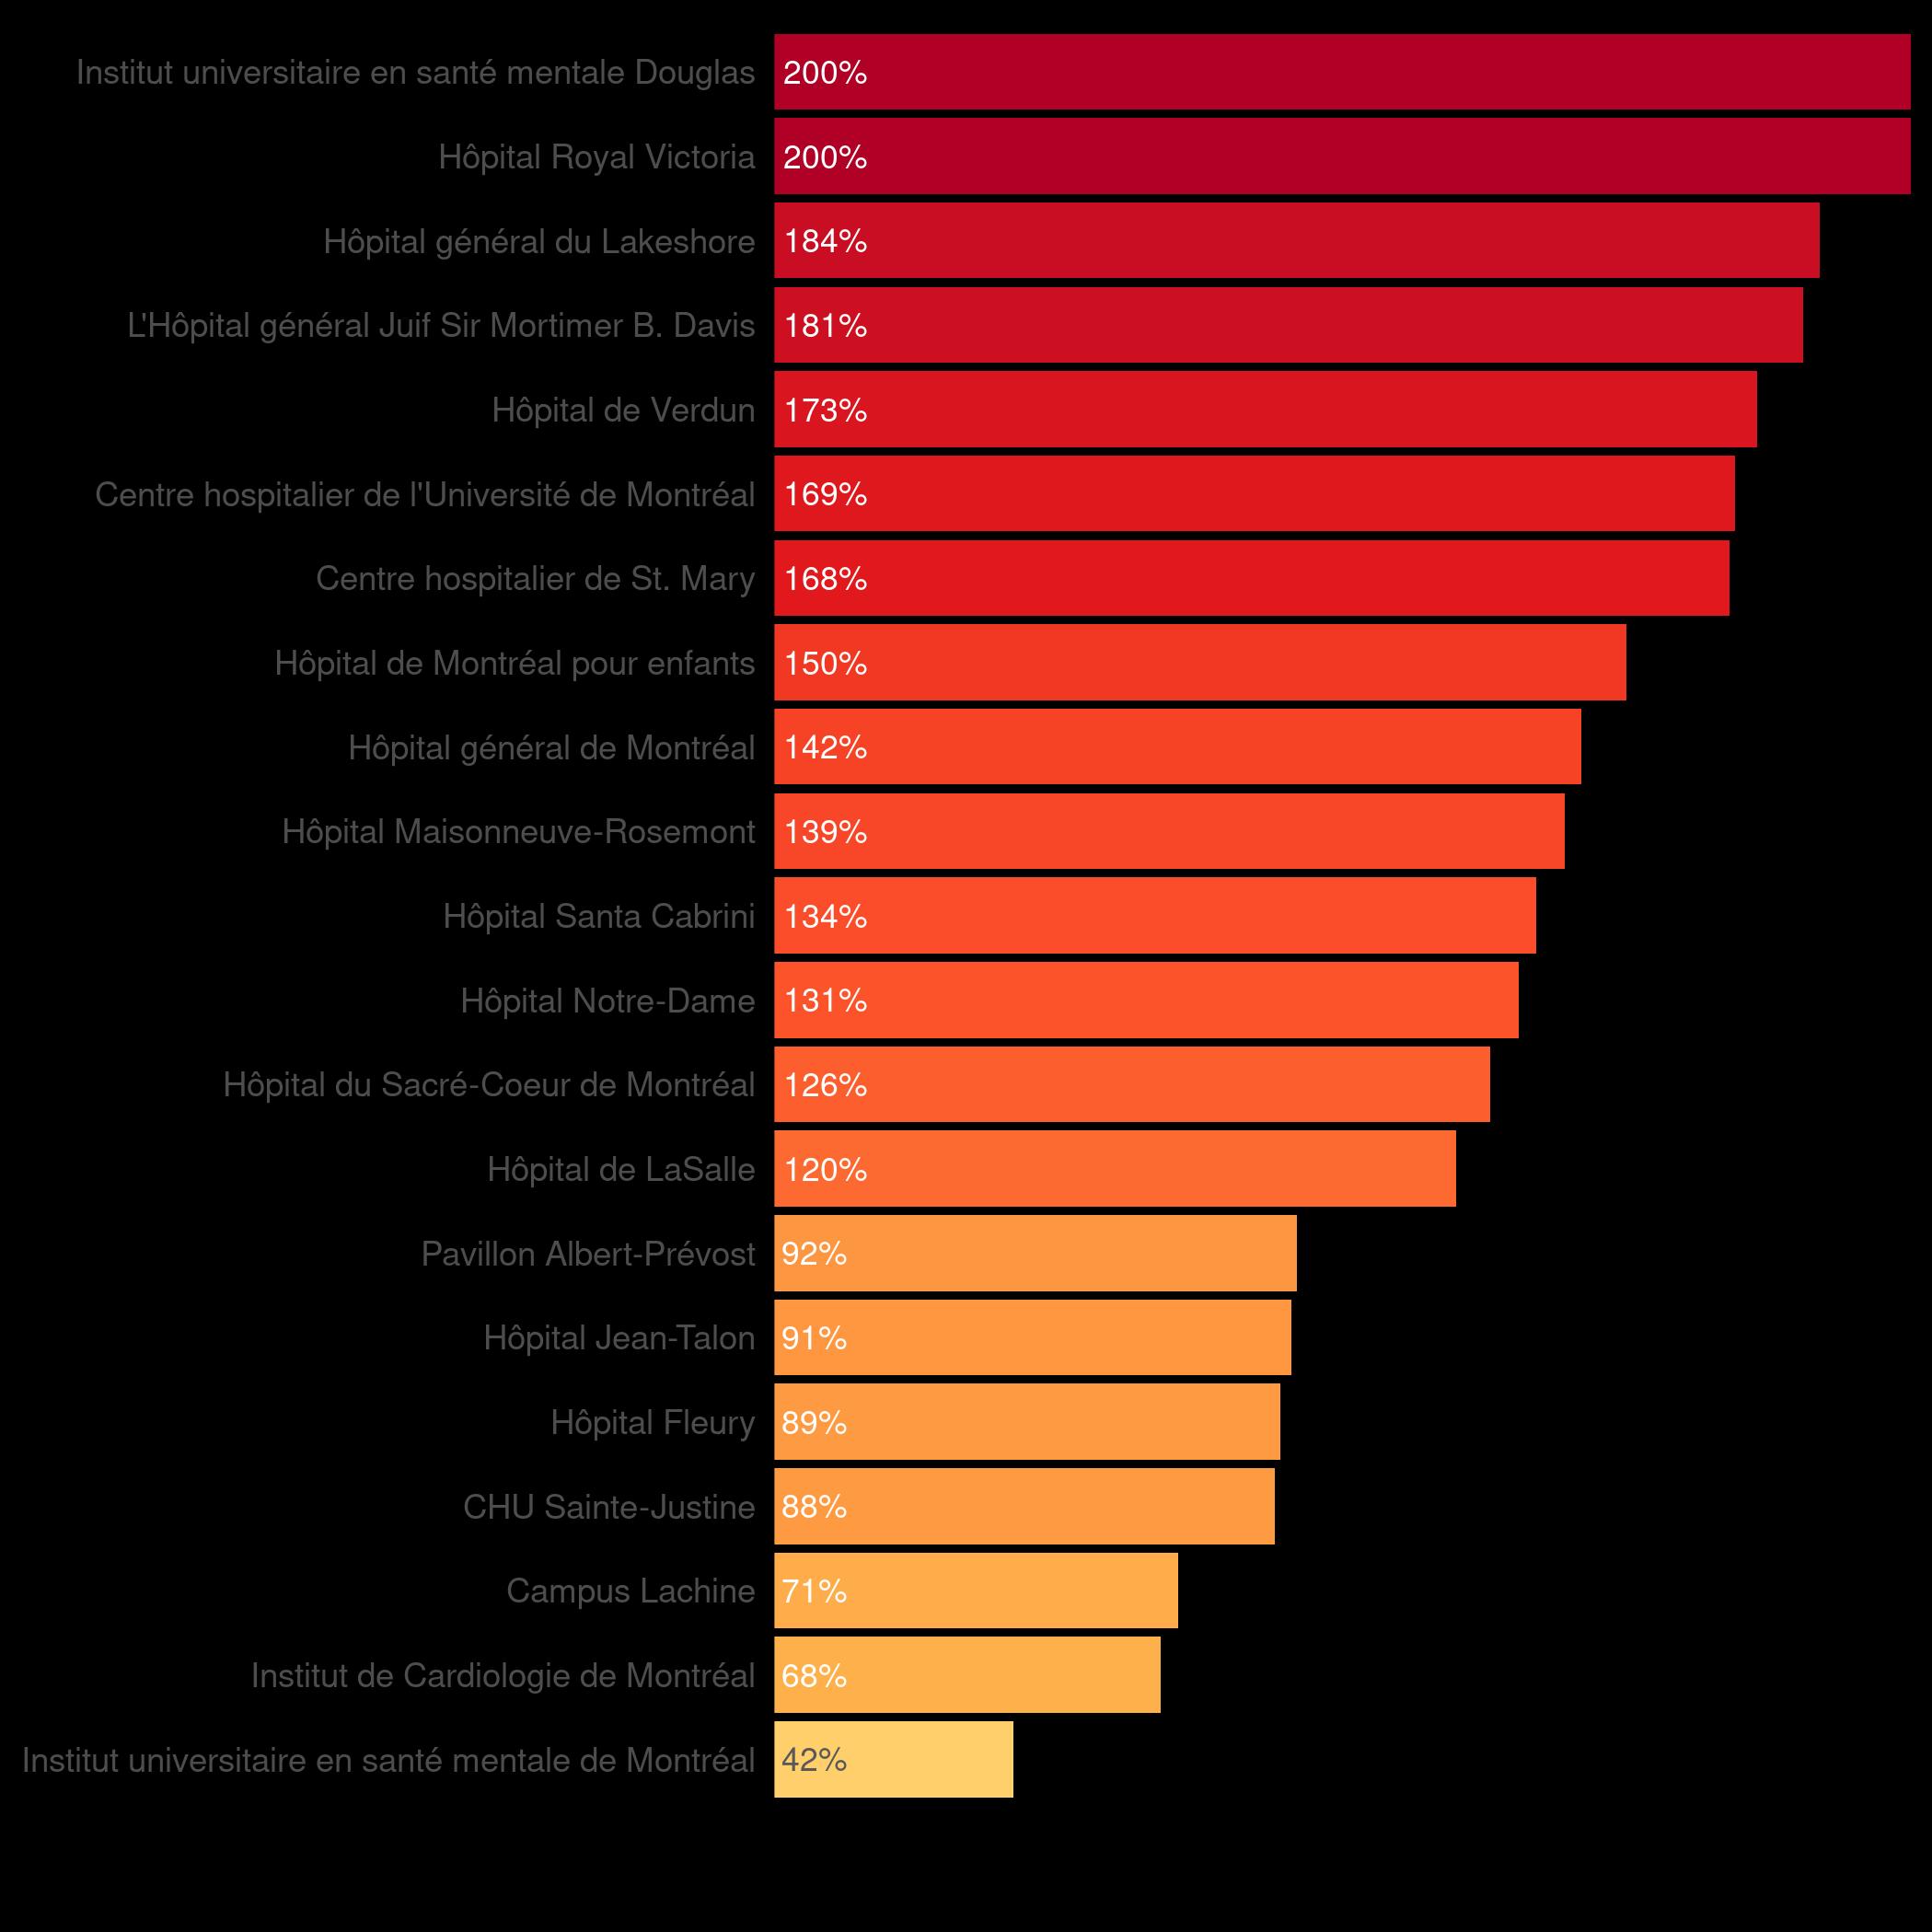 Institut universitaire en santé mentale Douglas 200%
Hôpital Royal Victoria 200%
Hôpital général du Lakeshore 184%
L'Hôpital général Juif Sir Mortimer B. Davis 181%
Hôpital de Verdun 173%
Centre hospitalier de l'Université de Montréal 169%
Centre hospitalier de St. Mary 168%
Hôpital de Montréal pour enfants 150%
Hôpital général de Montréal 142%
Hôpital Maisonneuve-Rosemont 139%
Hôpital Santa Cabrini 134%
Hôpital Notre-Dame 131%
Hôpital du Sacré-Coeur de Montréal 126%
Hôpital de LaSalle 120%
Pavillon Albert-Prévost 92%
Hôpital Jean-Talon 91%
Hôpital Fleury 89%
CHU Sainte-Justine 88%
Campus Lachine 71%
Institut de Cardiologie de Montréal 68%
Institut universitaire en santé mentale de Montréal 42%